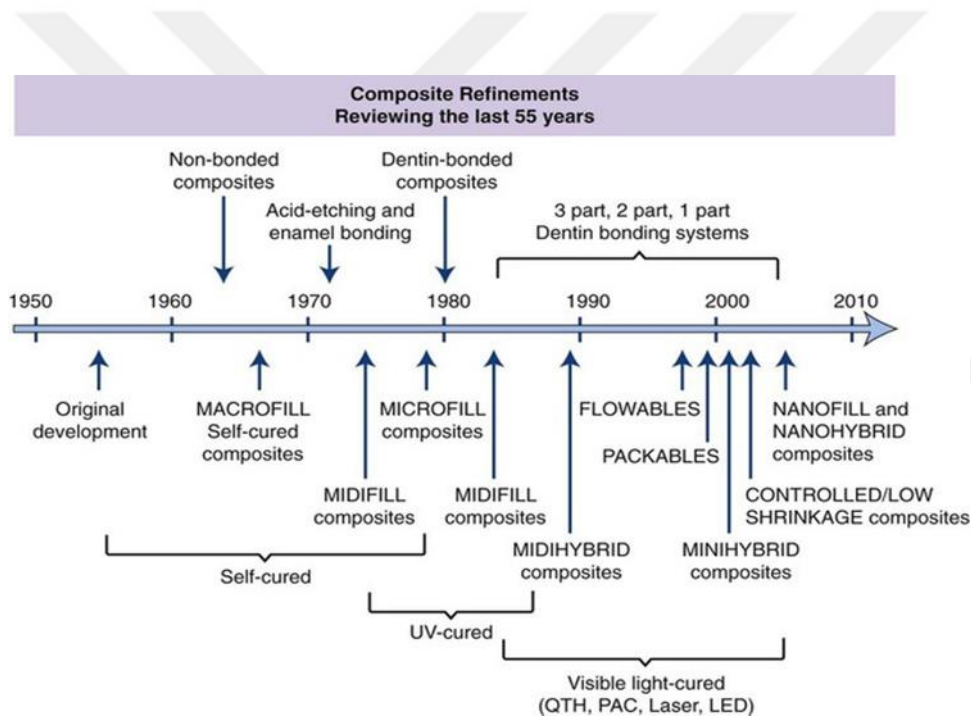 Composite Refinements
Reviewing the last 55 years
Non-bonded
composites
Dentin-bonded
composites
Acid-etching and
enamel bonding
3 part, 2 part, 1 part
Dentin bonding systems
1950
1960
1970
1980
1990
2000
2010
Original
development
MACROFILL
Self-cured
composites
MICROFILL
composites
FLOWABLES
NANOFILL and
NANOHYBRID
composites
PACKABLES
MIDIFILL
composites
MIDIFILL
composites
CONTROLLED/LOW
SHRINKAGE composites
MIDIHYBRID
composites
MINIHYBRID
composites
Self-cured
UV-cured
Visible light-cured
(QTH, PAC, Laser, LED)